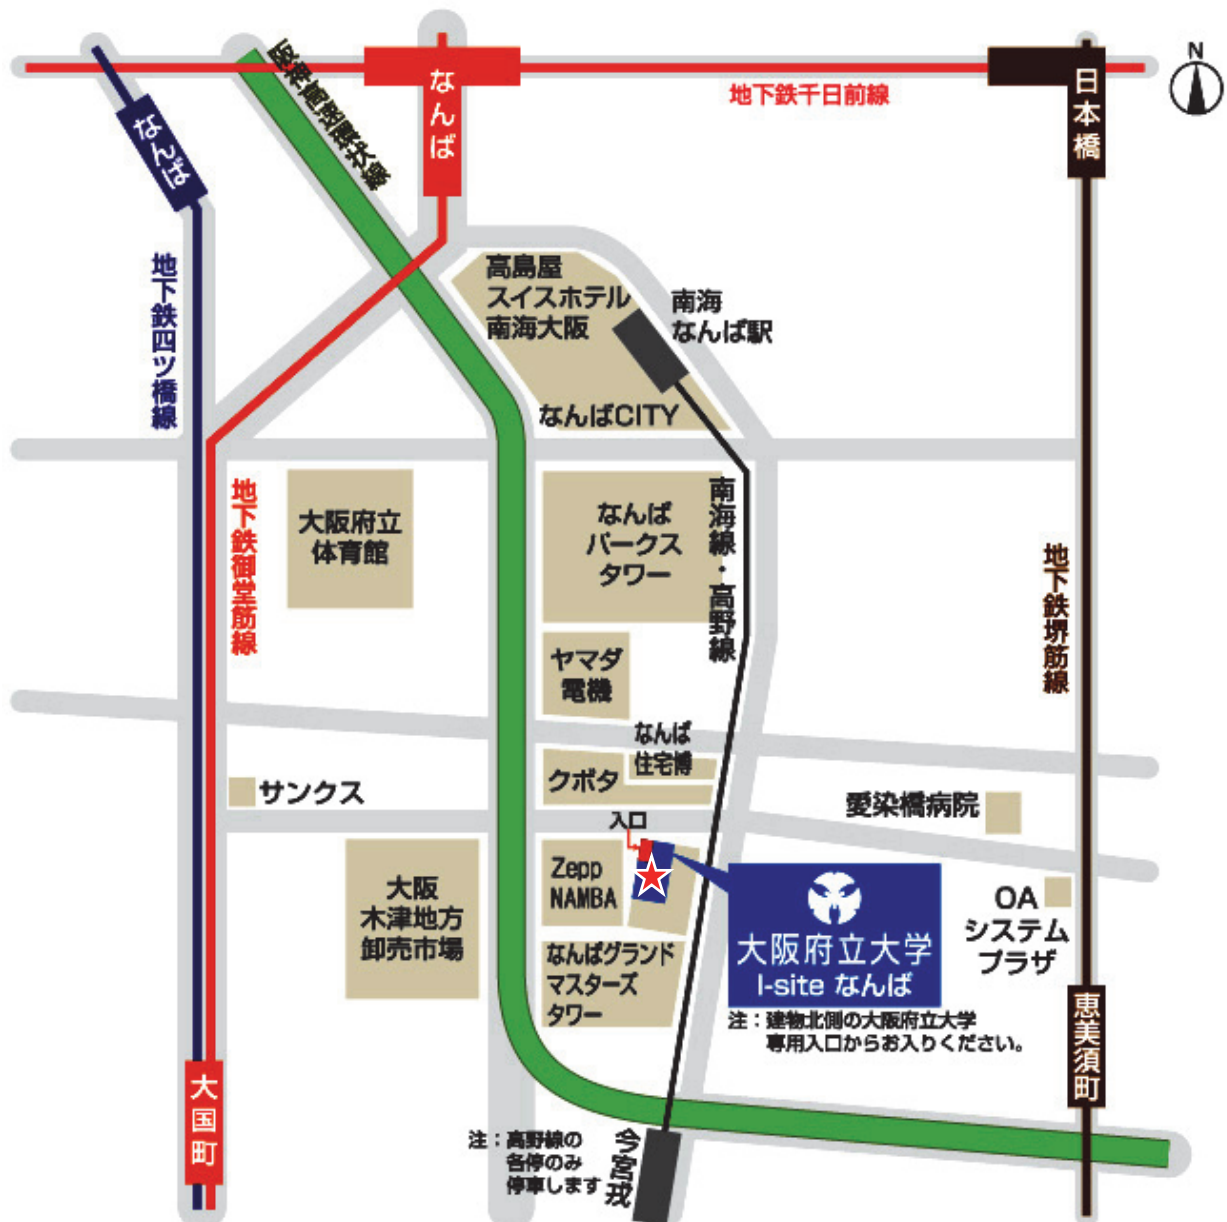 N
なんば
なんば
阪神高速環状線
地下鉄千日前線
日本橋
地下鉄四ツ橋線
高島屋
スイスホテル
南海大阪
南海
なんば駅
なんばCITY
地下鉄御堂筋線
大阪府立
体育館
なんば
パークス
タワー
南海線・高野線
地下鉄堺筋線
ヤマダ
電機
なんば
住宅博
クボタ
サンクス
愛染橋病院
入口
Zepp
NAMBA
大阪
木津地方
卸売市場
大阪府立大学
I-site なんば
OA
システム
プラザ
なんばグランド
マスターズ
タワー
注：建物北側の大阪府立大学
専用入口からお入りください。
恵美須町
大国町
注：高野線の
各停のみ
停車します
今宮戎